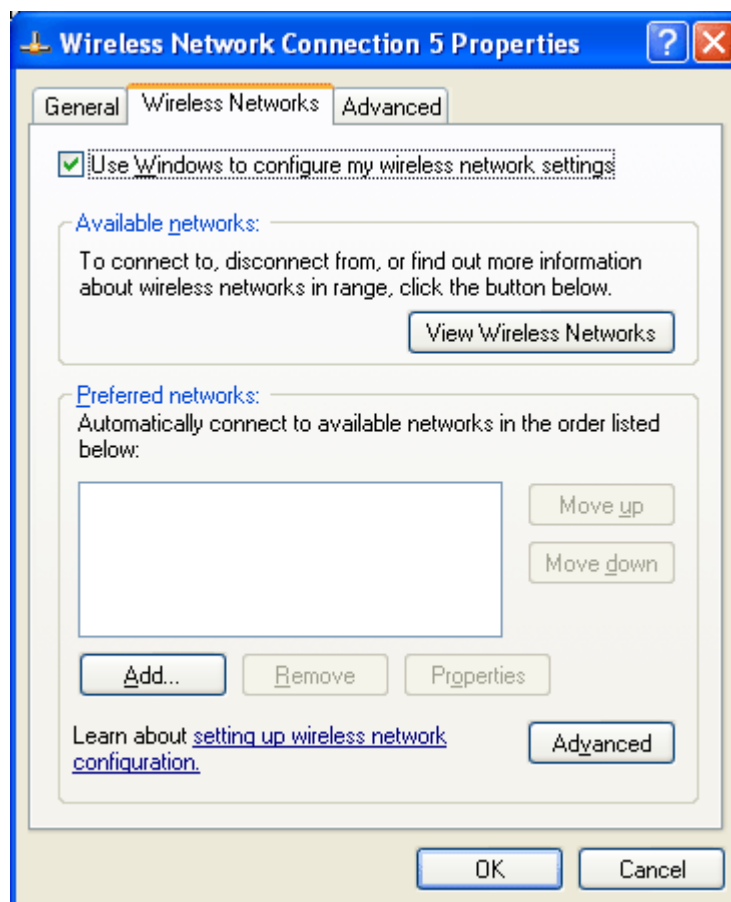 Wireless Network Connection 5 Properties
General Wireless Networks Advanced
Use Windows to configure my wireless network settings
Available networks:
To connect to, disconnect from, or find out more information
about wireless networks in range, click the button below.
View Wireless Networks
Preferred networks:
Automatically connect to available networks in the order listed
below:
Move up
Move down
Add... Remove Properties
Learn about setting up wireless network
configuration.
Advanced
OK Cancel